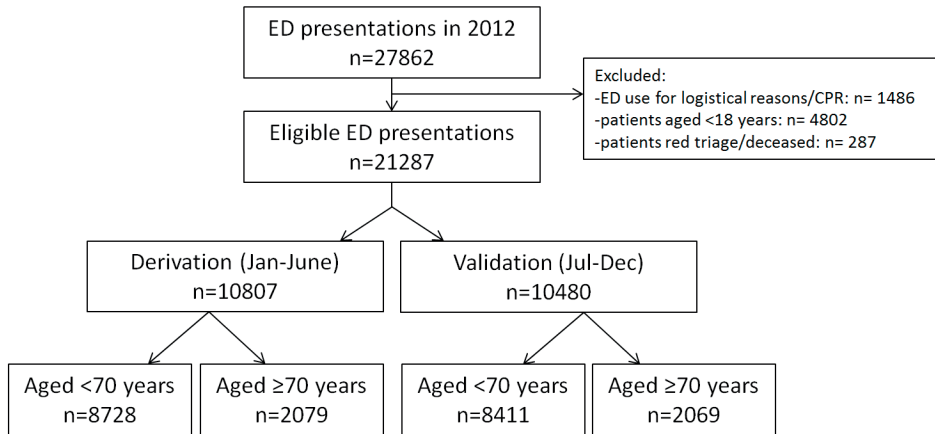 ED presentations in 2012
n=27862
Excluded:
-ED use for logistical reasons/CPR: n= 1486
-patients aged <18 years: n= 4802
-patients red triage/deceased: n= 287
Eligible ED presentations
n=21287
Derivation (Jan-June)
n=10807
Validation (Jul-Dec)
n=10480
Aged <70 years
n=8728
Aged ≥70 years
n=2079
Aged <70 years
n=8411
Aged ≥70 years
n=2069